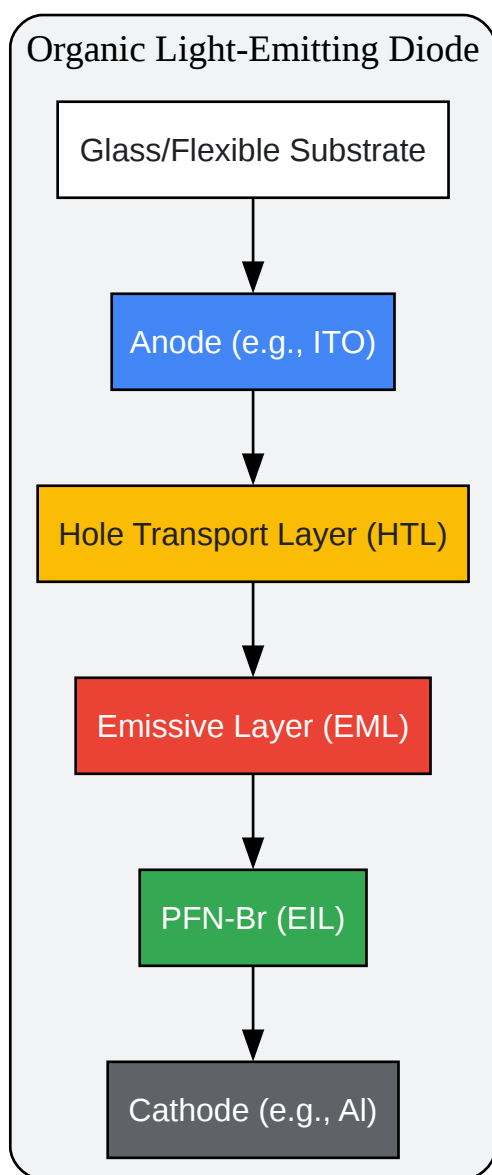 Organic Light-Emitting Diode
Glass/Flexible Substrate
Anode (e.g., ITO)
Hole Transport Layer (HTL)
Emissive Layer (EML)
PFN-Br (EIL)
Cathode (e.g., Al)